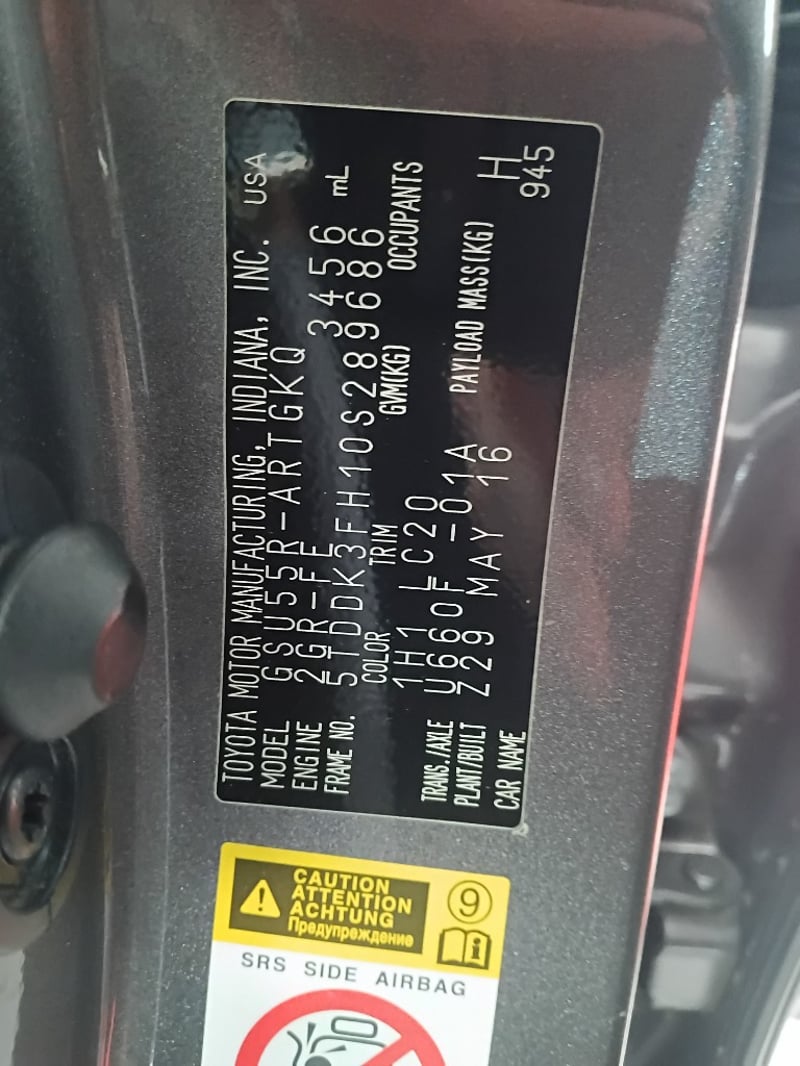 TOYOTA MOTOR MANUFACTURING, INDIANA, INC. USA
MODEL GSU55R-ARTGKQ
ENGINE 2GR-FE 3456 mL
FRAME NO. 5TDDK3FH10S289686
COLOR TRIM GVM(KG) OCCUPANTS
1H1 LC20
TRANS./AXLE U660F -01A PAYLOAD MASS(KG) H
PLANT/BUILT Z29 MAY 16 945
CAR NAME
CAUTION
ATTENTION
ACHTUNG
Предупреждение
9
i
SRS SIDE AIRBAG